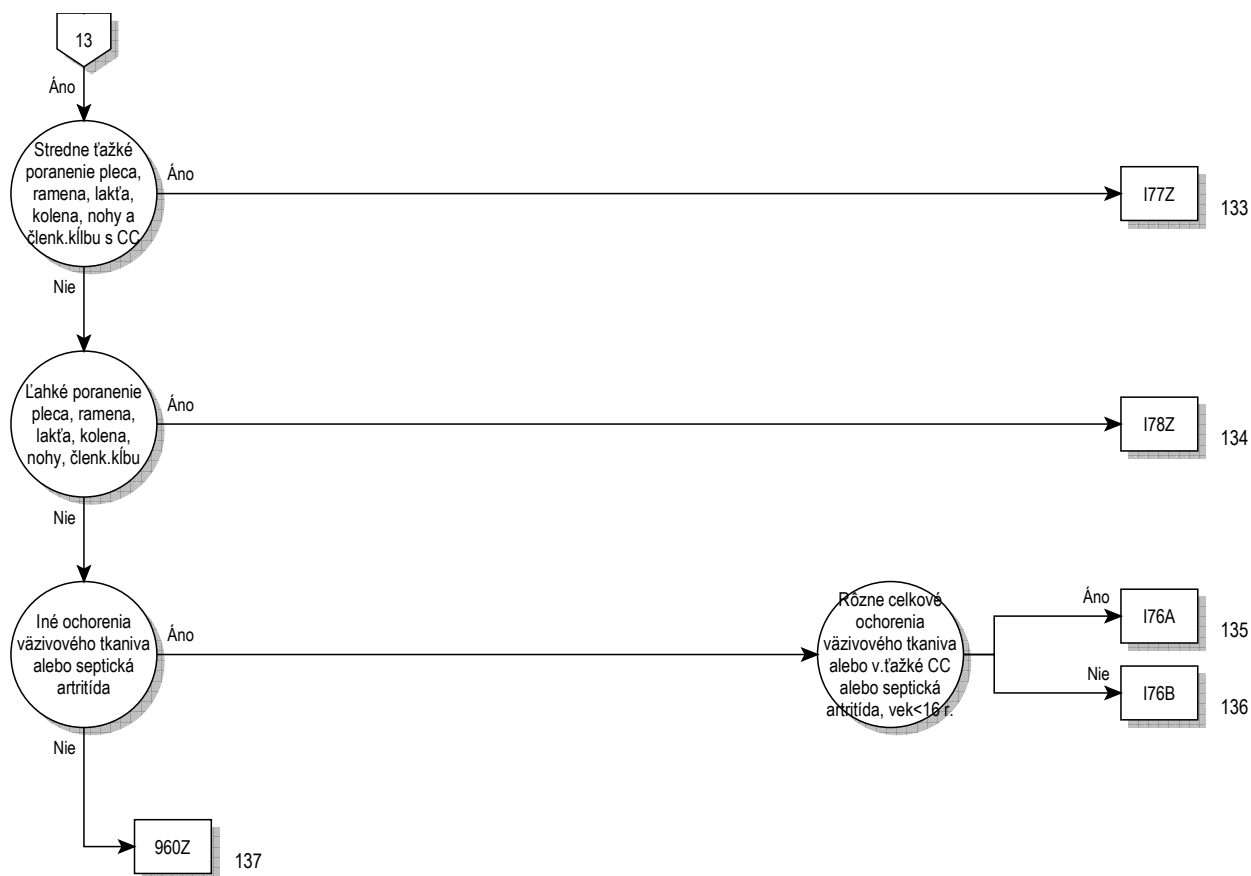 13
Áno
Stredne ťažké
poranenie pleca,
ramena, lakťa,
kolena, nohy a
členk.kĺbu s CC
Áno
I77Z
133
Nie
Ľahké poranenie
pleca, ramena,
lakťa, kolena,
nohy, členk.kĺbu
Áno
I78Z
134
Nie
Iné ochorenia
väzivového tkaniva
alebo septická
artritída
Áno
Rôzne celkové
ochorenia
väzivového tkaniva
alebo v.ťažké CC
alebo septická
artritída, vek<16 r.
Áno
I76A
135
Nie
I76B
136
Nie
960Z
137